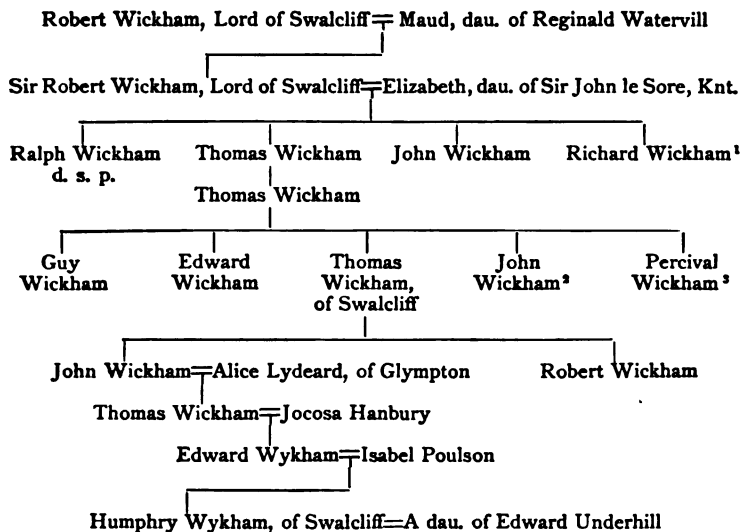 Robert Wickham, Lord of Swalcliff = Maud, dau. of Reginald Watervill
Sir Robert Wickham, Lord of Swalcliff = Elizabeth, dau. of Sir John le Sore, Knt.
Ralph Wickham Thomas Wickham John Wickham Richard Wickham¹
d. s. p.
Thomas Wickham
Guy Edward Thomas John Percival
Wickham Wickham Wickham, Wickham² Wickham³
of Swalcliff
John Wickham = Alice Lydeard, of Glympton Robert Wickham
Thomas Wickham = Jocosa Hanbury
Edward Wykham = Isabel Poulson
Humphry Wykham, of Swalcliff = A dau. of Edward Underhill